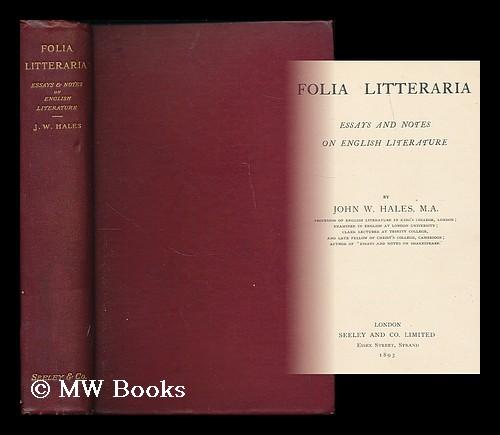 FOLIA
LITTERARIA
ESSAYS & NOTES
ON
ENGLISH
LITERATURE
J. W. HALES
SEELEY & Co.
FOLIA LITTERARIA
ESSAYS AND NOTES
ON ENGLISH LITERATURE
BY
JOHN W. HALES, M.A.
PROFESSOR OF ENGLISH LITERATURE IN KING'S COLLEGE, LONDON;
EXAMINER IN ENGLISH AT LONDON UNIVERSITY;
CLARK LECTURER AT TRINITY COLLEGE,
AND LATE FELLOW OF CHRIST'S COLLEGE, CAMBRIDGE;
AUTHOR OF "ESSAYS AND NOTES ON SHAKESPEARE."
LONDON
SEELEY AND CO. LIMITED
ESSEX STREET, STRAND
1893
© MW Books